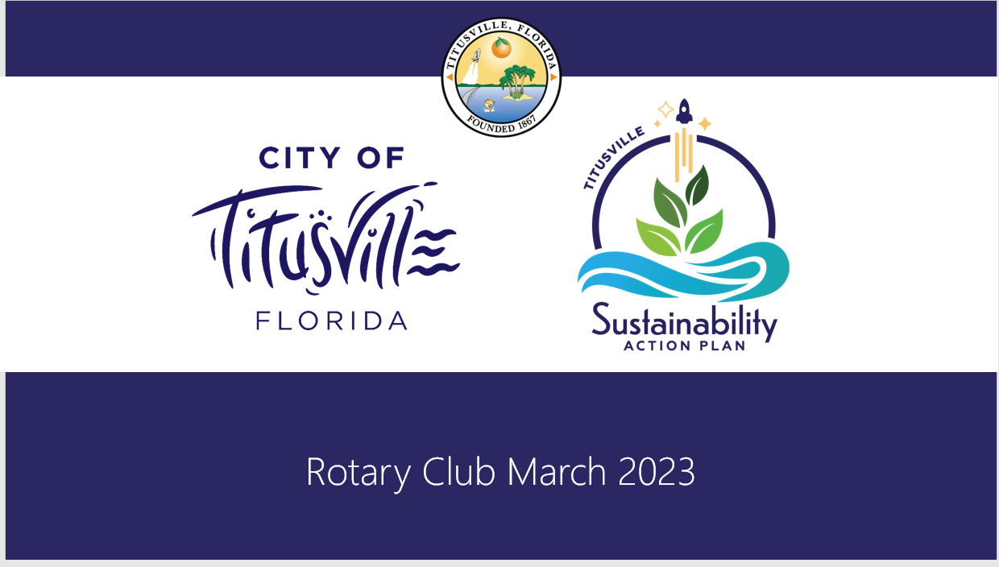 TITUSVILLE, FLORIDA
FOUNDED 1867
CITY OF
Titusville
FLORIDA
TITUSVILLE
Sustainability
ACTION PLAN
Rotary Club March 2023